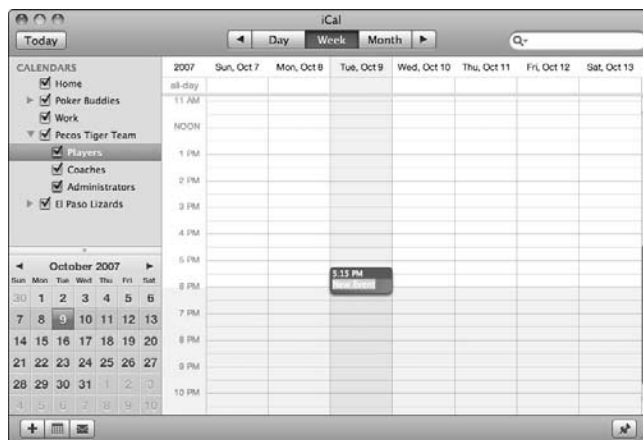 iCal
Today
Day Week Month
CALENDARS
Home
Poker Buddies
Work
Pecos Tiger Team
Players
Coaches
Administrators
El Paso Lizards
October 2007
Sun Mon Tue Wed Thu Fri Sat
30 1 2 3 4 5 6
7 8 9 10 11 12 13
14 15 16 17 18 19 20
21 22 23 24 25 26 27
28 29 30 31 1 2 3
4 5 6 7 8 9 10
2007 Sun, Oct 7 Mon, Oct 8 Tue, Oct 9 Wed, Oct 10 Thu, Oct 11 Fri, Oct 12 Sat, Oct 13
all-day
11 AM
NOON
1 PM
2 PM
3 PM
4 PM
5 PM
5:15 PM
New Event
6 PM
7 PM
8 PM
9 PM
10 PM